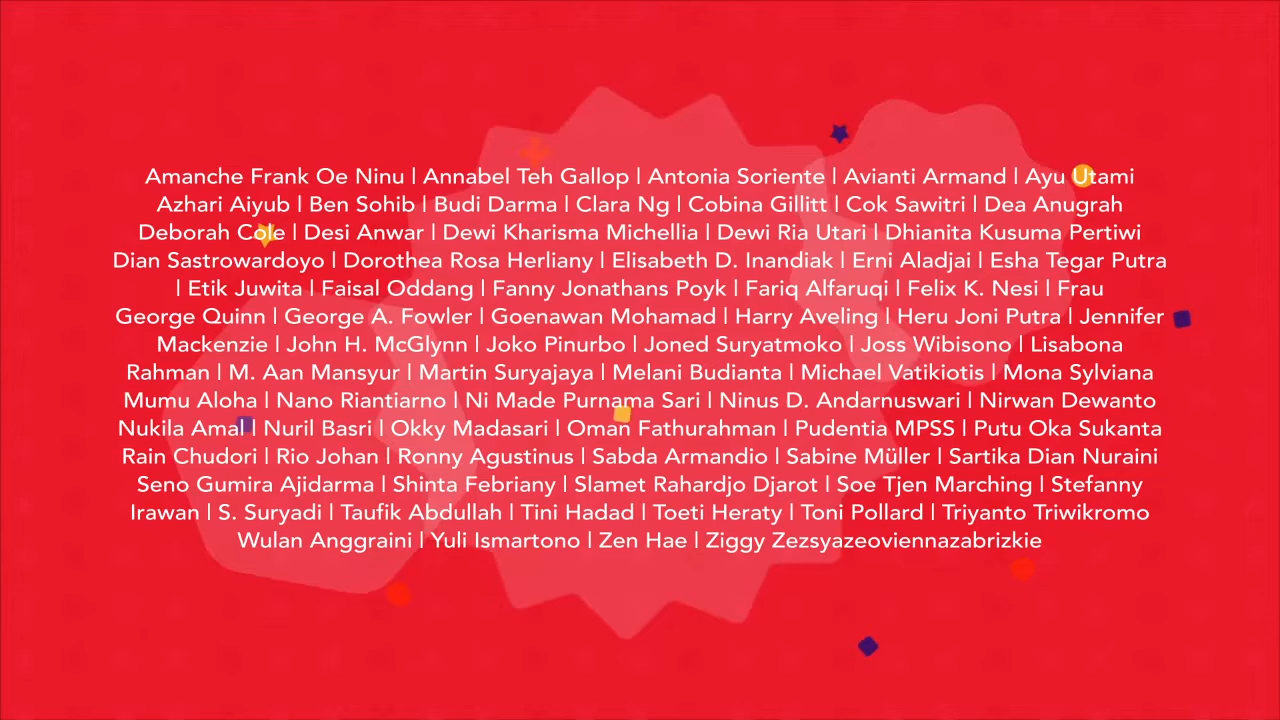 Amanche Frank Oe Ninu | Annabel Teh Gallop | Antonia Soriente | Avianti Armand | Ayu Utami
Azhari Aiyub | Ben Sohib | Budi Darma | Clara Ng | Cobina Gillitt | Cok Sawitri | Dea Anugrah
Deborah Cole | Desi Anwar | Dewi Kharisma Michellia | Dewi Ria Utari | Dhianita Kusuma Pertiwi
Dian Sastrowardoyo | Dorothea Rosa Herliany | Elisabeth D. Inandiak | Erni Aladjai | Esha Tegar Putra
| Etik Juwita | Faisal Oddang | Fanny Jonathans Poyk | Fariq Alfaruqi | Felix K. Nesi | Frau
George Quinn | George A. Fowler | Goenawan Mohamad | Harry Aveling | Heru Joni Putra | Jennifer
Mackenzie | John H. McGlynn | Joko Pinurbo | Joned Suryatmoko | Joss Wibisono | Lisabona
Rahman | M. Aan Mansyur | Martin Suryajaya | Melani Budianta | Michael Vatikiotis | Mona Sylviana
Mumu Aloha | Nano Riantiarno | Ni Made Purnama Sari | Ninus D. Andarnuswari | Nirwan Dewanto
Nukila Amal | Nuril Basri | Okky Madasari | Oman Fathurahman | Pudentia MPSS | Putu Oka Sukanta
Rain Chudori | Rio Johan | Ronny Agustinus | Sabda Armandio | Sabine Müller | Sartika Dian Nuraini
Seno Gumira Ajidarma | Shinta Febriany | Slamet Rahardjo Djarot | Soe Tjen Marching | Stefanny
Irawan | S. Suryadi | Taufik Abdullah | Tini Hadad | Toeti Heraty | Toni Pollard | Triyanto Triwikromo
Wulan Anggraini | Yuli Ismartono | Zen Hae | Ziggy Zezsyazeoviennazabrizkie